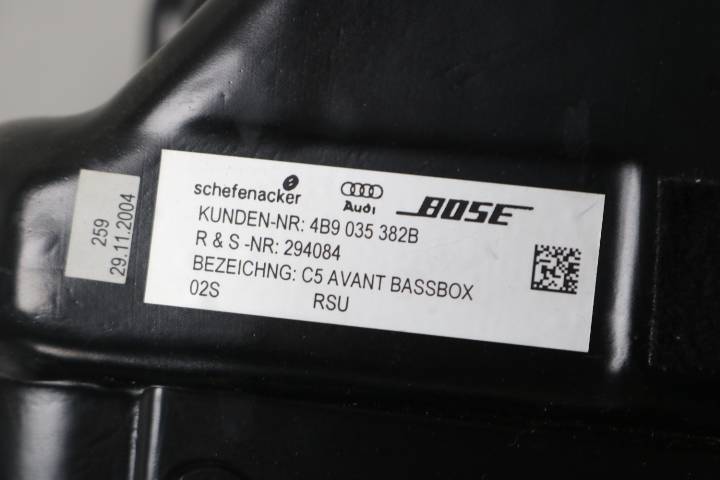 schefenacker
Audi
BOSE
KUNDEN-NR: 4B9 035 382B
R & S -NR: 294084
BEZEICHNG: C5 AVANT BASSBOX
02S RSU
259
29.11.2004